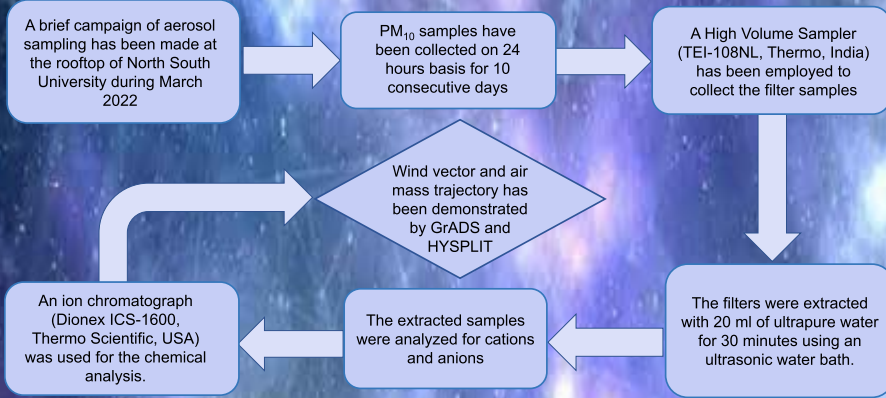 A brief campaign of aerosol
sampling has been made at
the rooftop of North South
University during March
2022
PM₁₀ samples have
been collected on 24
hours basis for 10
consecutive days
A High Volume Sampler
(TEI-108NL, Thermo, India)
has been employed to
collect the filter samples
The filters were extracted
with 20 ml of ultrapure water
for 30 minutes using an
ultrasonic water bath.
The extracted samples
were analyzed for cations
and anions
An ion chromatograph
(Dionex ICS-1600,
Thermo Scientific, USA)
was used for the chemical
analysis.
Wind vector and air
mass trajectory has
been demonstrated
by GrADS and
HYSPLIT